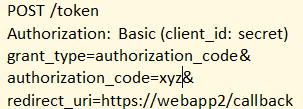 POST /token
Authorization: Basic (client_id: secret)
grant_type=authorization_code&
authorization_code=xyz&
redirect_uri=https://webapp2/callback